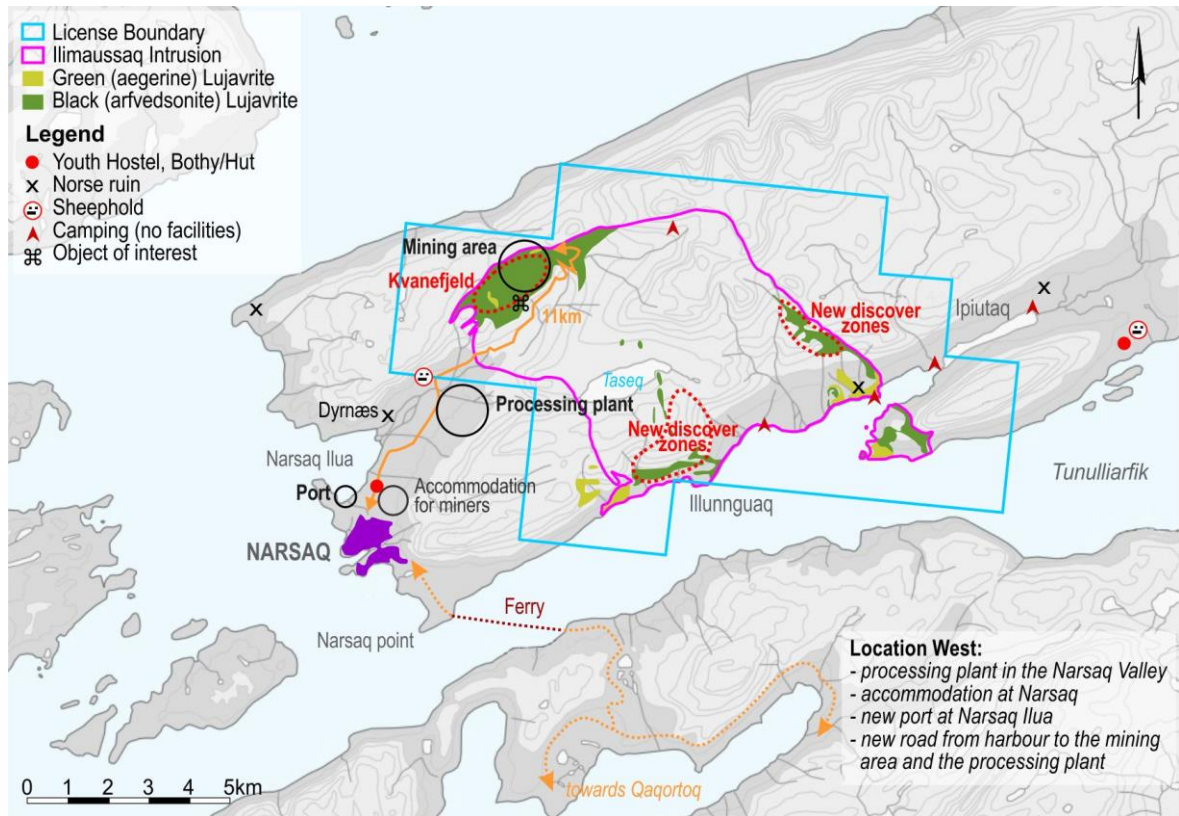 License Boundary
Ilimaussaq Intrusion
Green (aegerine) Lujavrite
Black (arfvedsonite) Lujavrite
Legend
Youth Hostel, Bothy/Hut
Norse ruin
Sheephold
Camping (no facilities)
Object of interest
Mining area
Kvanefjeld
11km
New discover
zones
Ipiutaq
Taseq
Dyrnæs
Processing plant
New discover
zones
Narsaq Ilua
Port
Accommodation
for miners
Illunnguaq
Tunulliarfik
NARSAQ
Ferry
Narsaq point
Location West:
- processing plant in the Narsaq Valley
- accommodation at Narsaq
- new port at Narsaq Ilua
- new road from harbour to the mining
area and the processing plant
0 1 2 3 4 5km
towards Qaqortoq